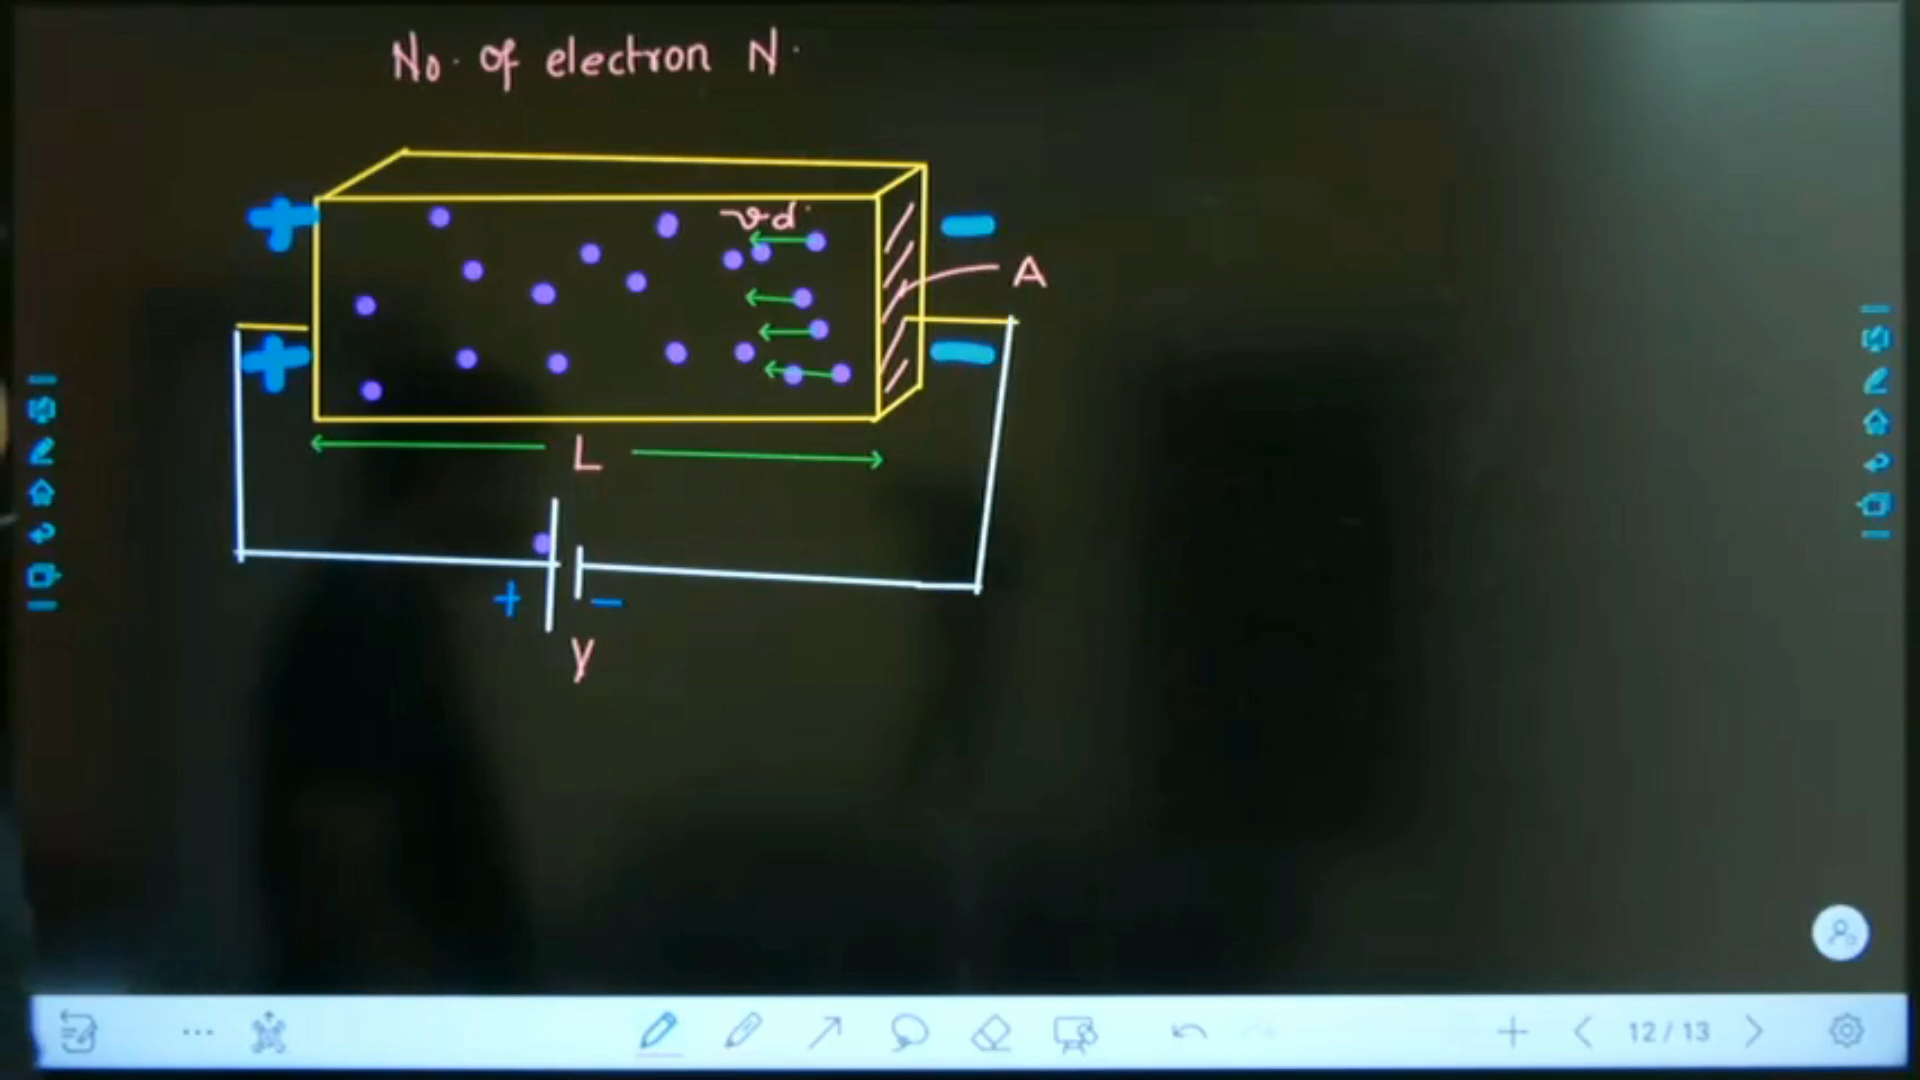 No. of electron N.
+
−
vd
A
+
−
L
+ −
y
12/13